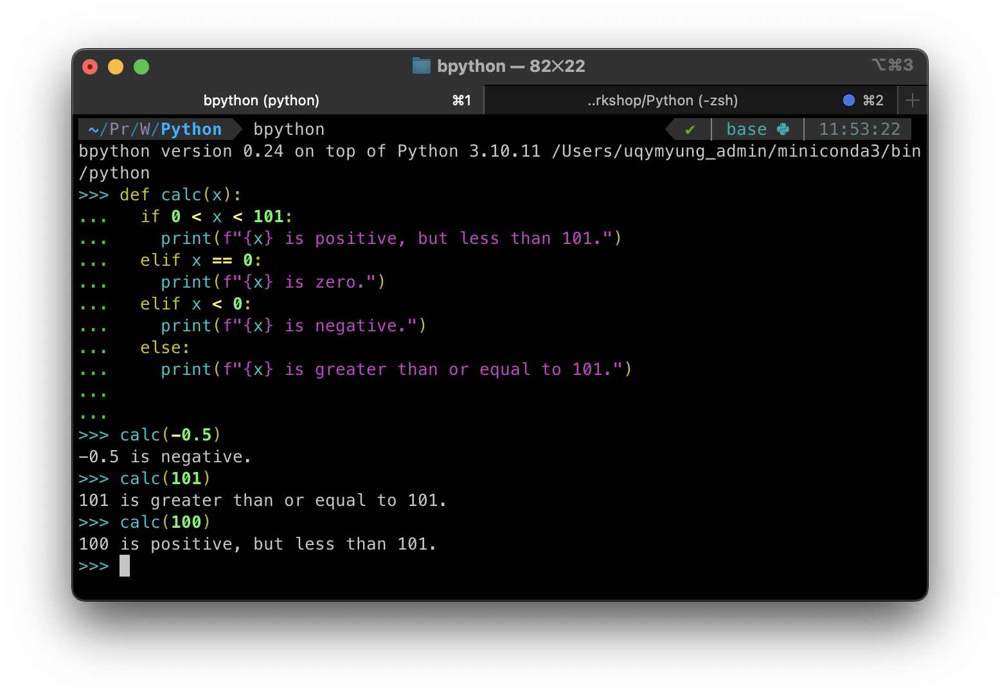 bpython — 82×22
⌥⌘3
bpython (python) ⌘1
..rkshop/Python (-zsh) ⌘2
~/Pr/W/Python bpython ✔ base 11:53:22
bpython version 0.24 on top of Python 3.10.11 /Users/uqymyung_admin/miniconda3/bin
/python
>>> def calc(x):
...   if 0 < x < 101:
...     print(f"{x} is positive, but less than 101.")
...   elif x == 0:
...     print(f"{x} is zero.")
...   elif x < 0:
...     print(f"{x} is negative.")
...   else:
...     print(f"{x} is greater than or equal to 101.")
...
...
>>> calc(-0.5)
-0.5 is negative.
>>> calc(101)
101 is greater than or equal to 101.
>>> calc(100)
100 is positive, but less than 101.
>>>